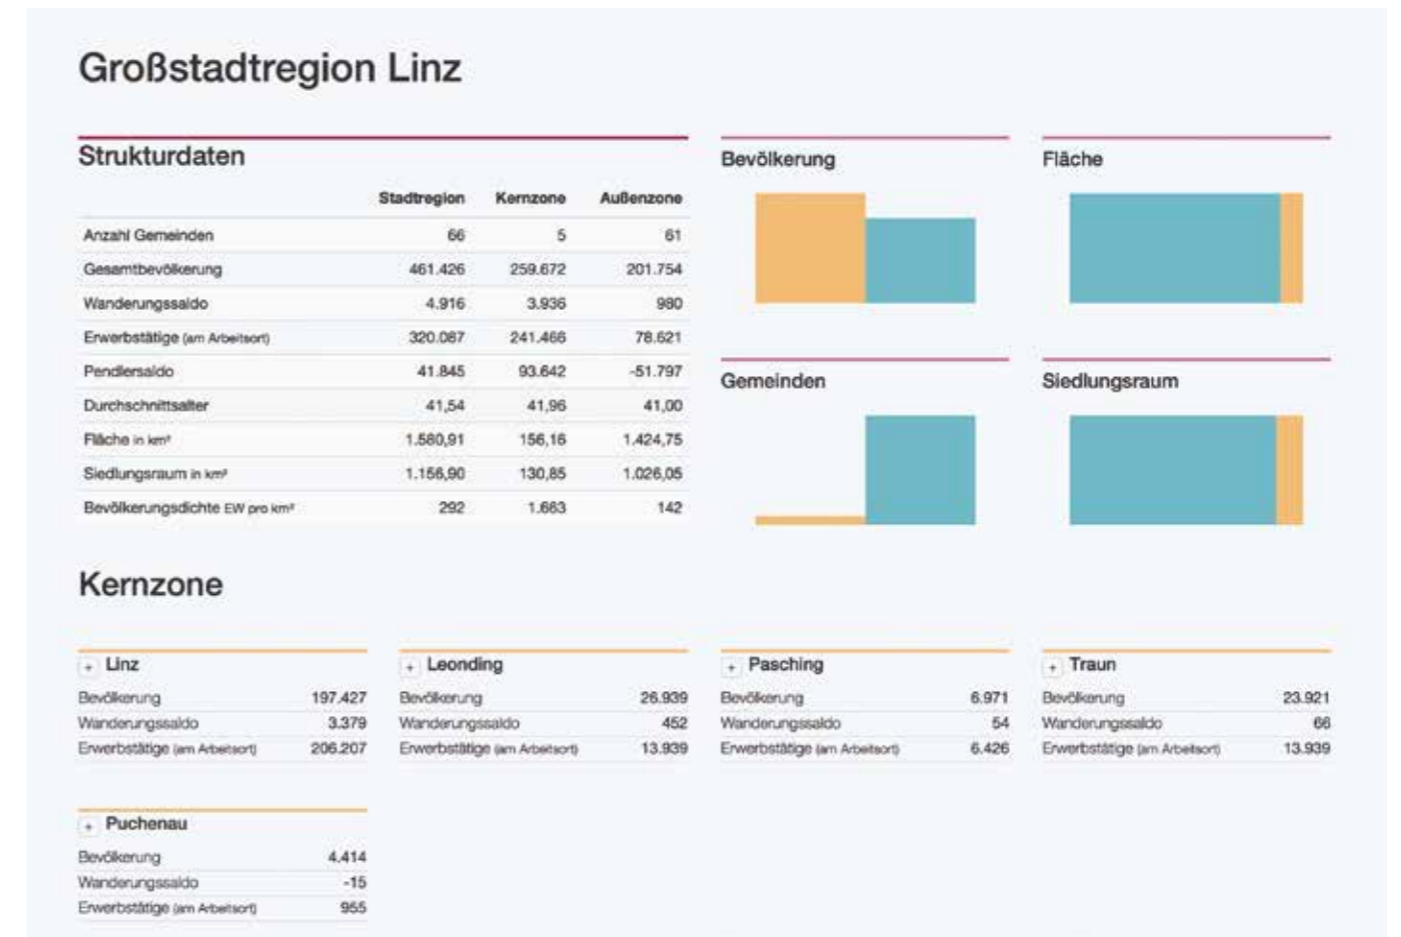 Großstadtregion Linz
Strukturdaten
Stadtregion Kernzone Außenzone
Anzahl Gemeinden 66 5 61
Gesamtbevölkerung 461.426 259.672 201.754
Wanderungssaldo 4.916 3.936 980
Erwerbstätige (am Arbeitsort) 320.087 241.466 78.621
Pendlersaldo 41.845 93.642 -51.797
Durchschnittsalter 41,54 41,96 41,00
Fläche in km² 1.580,91 156,16 1.424,75
Siedlungsraum in km² 1.156,90 130,85 1.026,05
Bevölkerungsdichte EW pro km² 292 1.663 142
Bevölkerung
Fläche
Gemeinden
Siedlungsraum
Kernzone
+ Linz
Bevölkerung 197.427
Wanderungssaldo 3.379
Erwerbstätige (am Arbeitsort) 206.207
+ Leonding
Bevölkerung 26.939
Wanderungssaldo 452
Erwerbstätige (am Arbeitsort) 13.939
+ Pasching
Bevölkerung 6.971
Wanderungssaldo 54
Erwerbstätige (am Arbeitsort) 6.426
+ Traun
Bevölkerung 23.921
Wanderungssaldo 66
Erwerbstätige (am Arbeitsort) 13.939
+ Puchenau
Bevölkerung 4.414
Wanderungssaldo -15
Erwerbstätige (am Arbeitsort) 955